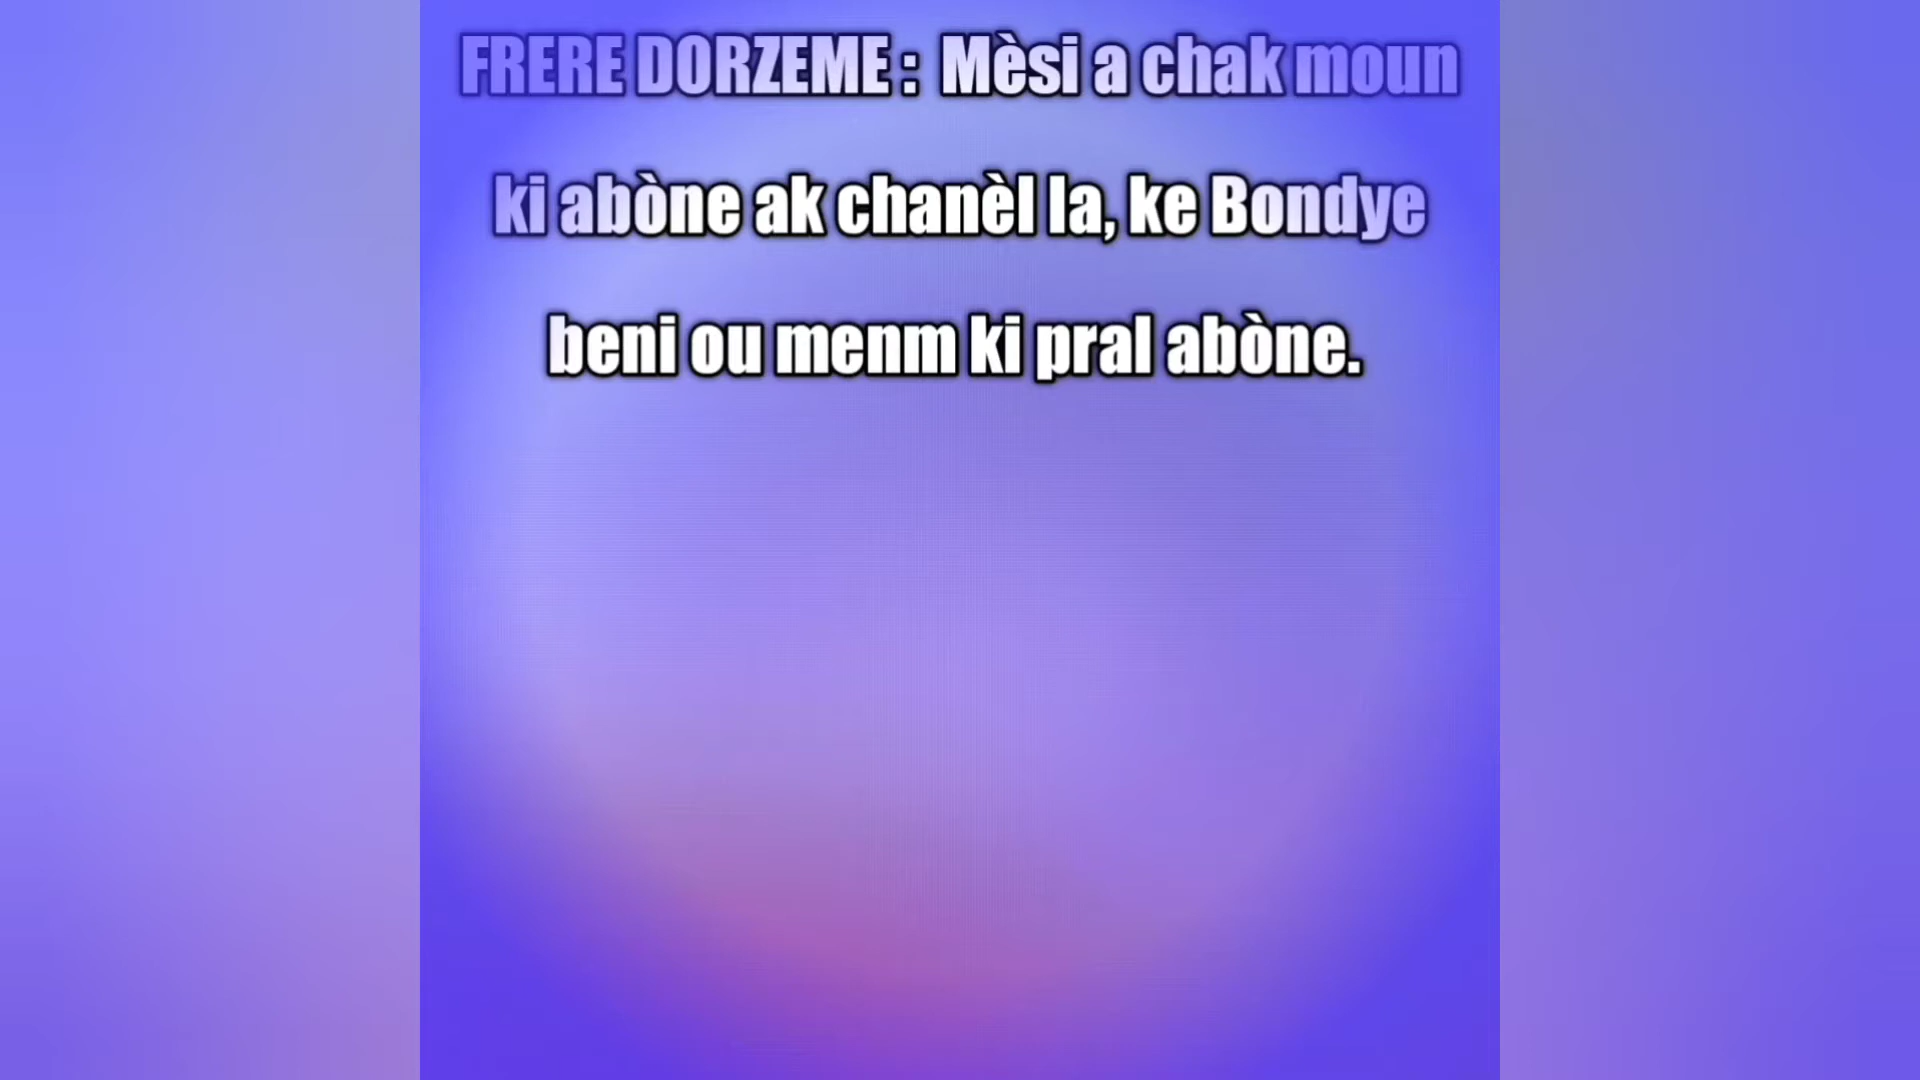 FRERE DORZEME : Mèsi a chak moun
ki abòne ak chanèl la, ke Bondye
beni ou menm ki pral abòne.